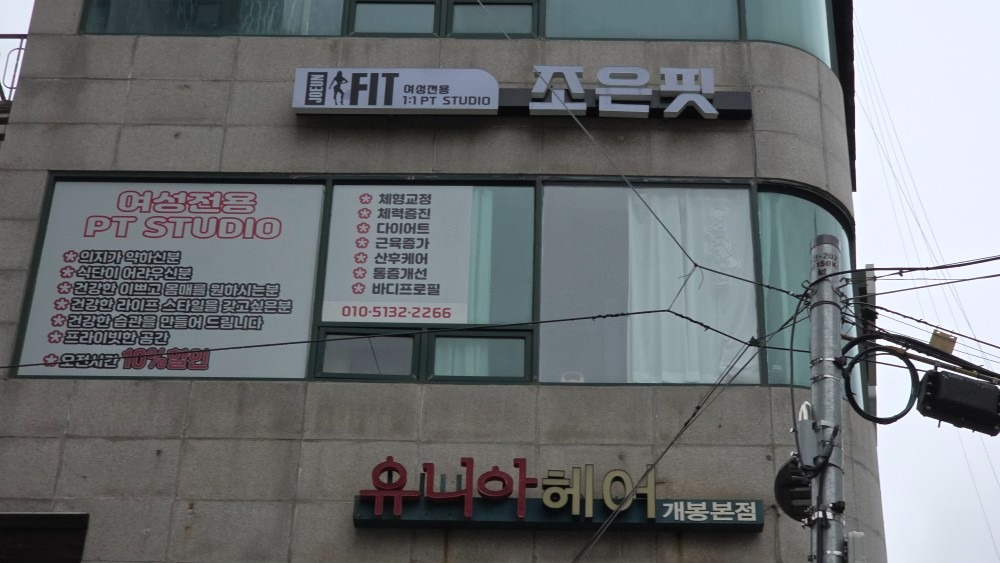 JOEUN FIT 여성전용
1:1 PT STUDIO
조은핏
여성전용
PT STUDIO
의지가 약하신분
식단이 어려우신분
건강한 이쁘고 몸매를 원하시는분
건강한 라이프 스타일을 갖고싶은분
건강한 습관을 만들어 드립니다
프라이빗한 공간
오전시간 10%할인
체형교정
체력증진
다이어트
근육증가
산후케어
통증개선
바디프로필
010-5132-2266
유니아헤어 개봉본점